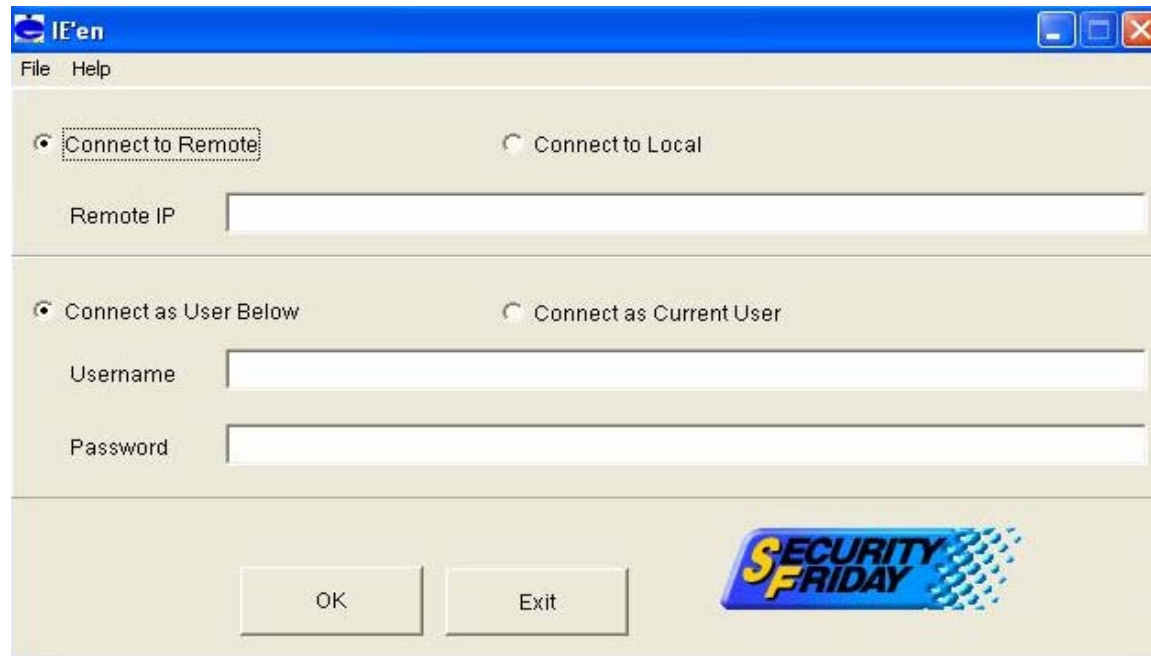 IE'en
File Help
Connect to Remote Connect to Local
Remote IP
Connect as User Below Connect as Current User
Username
Password
OK Exit
SECURITY
FRIDAY